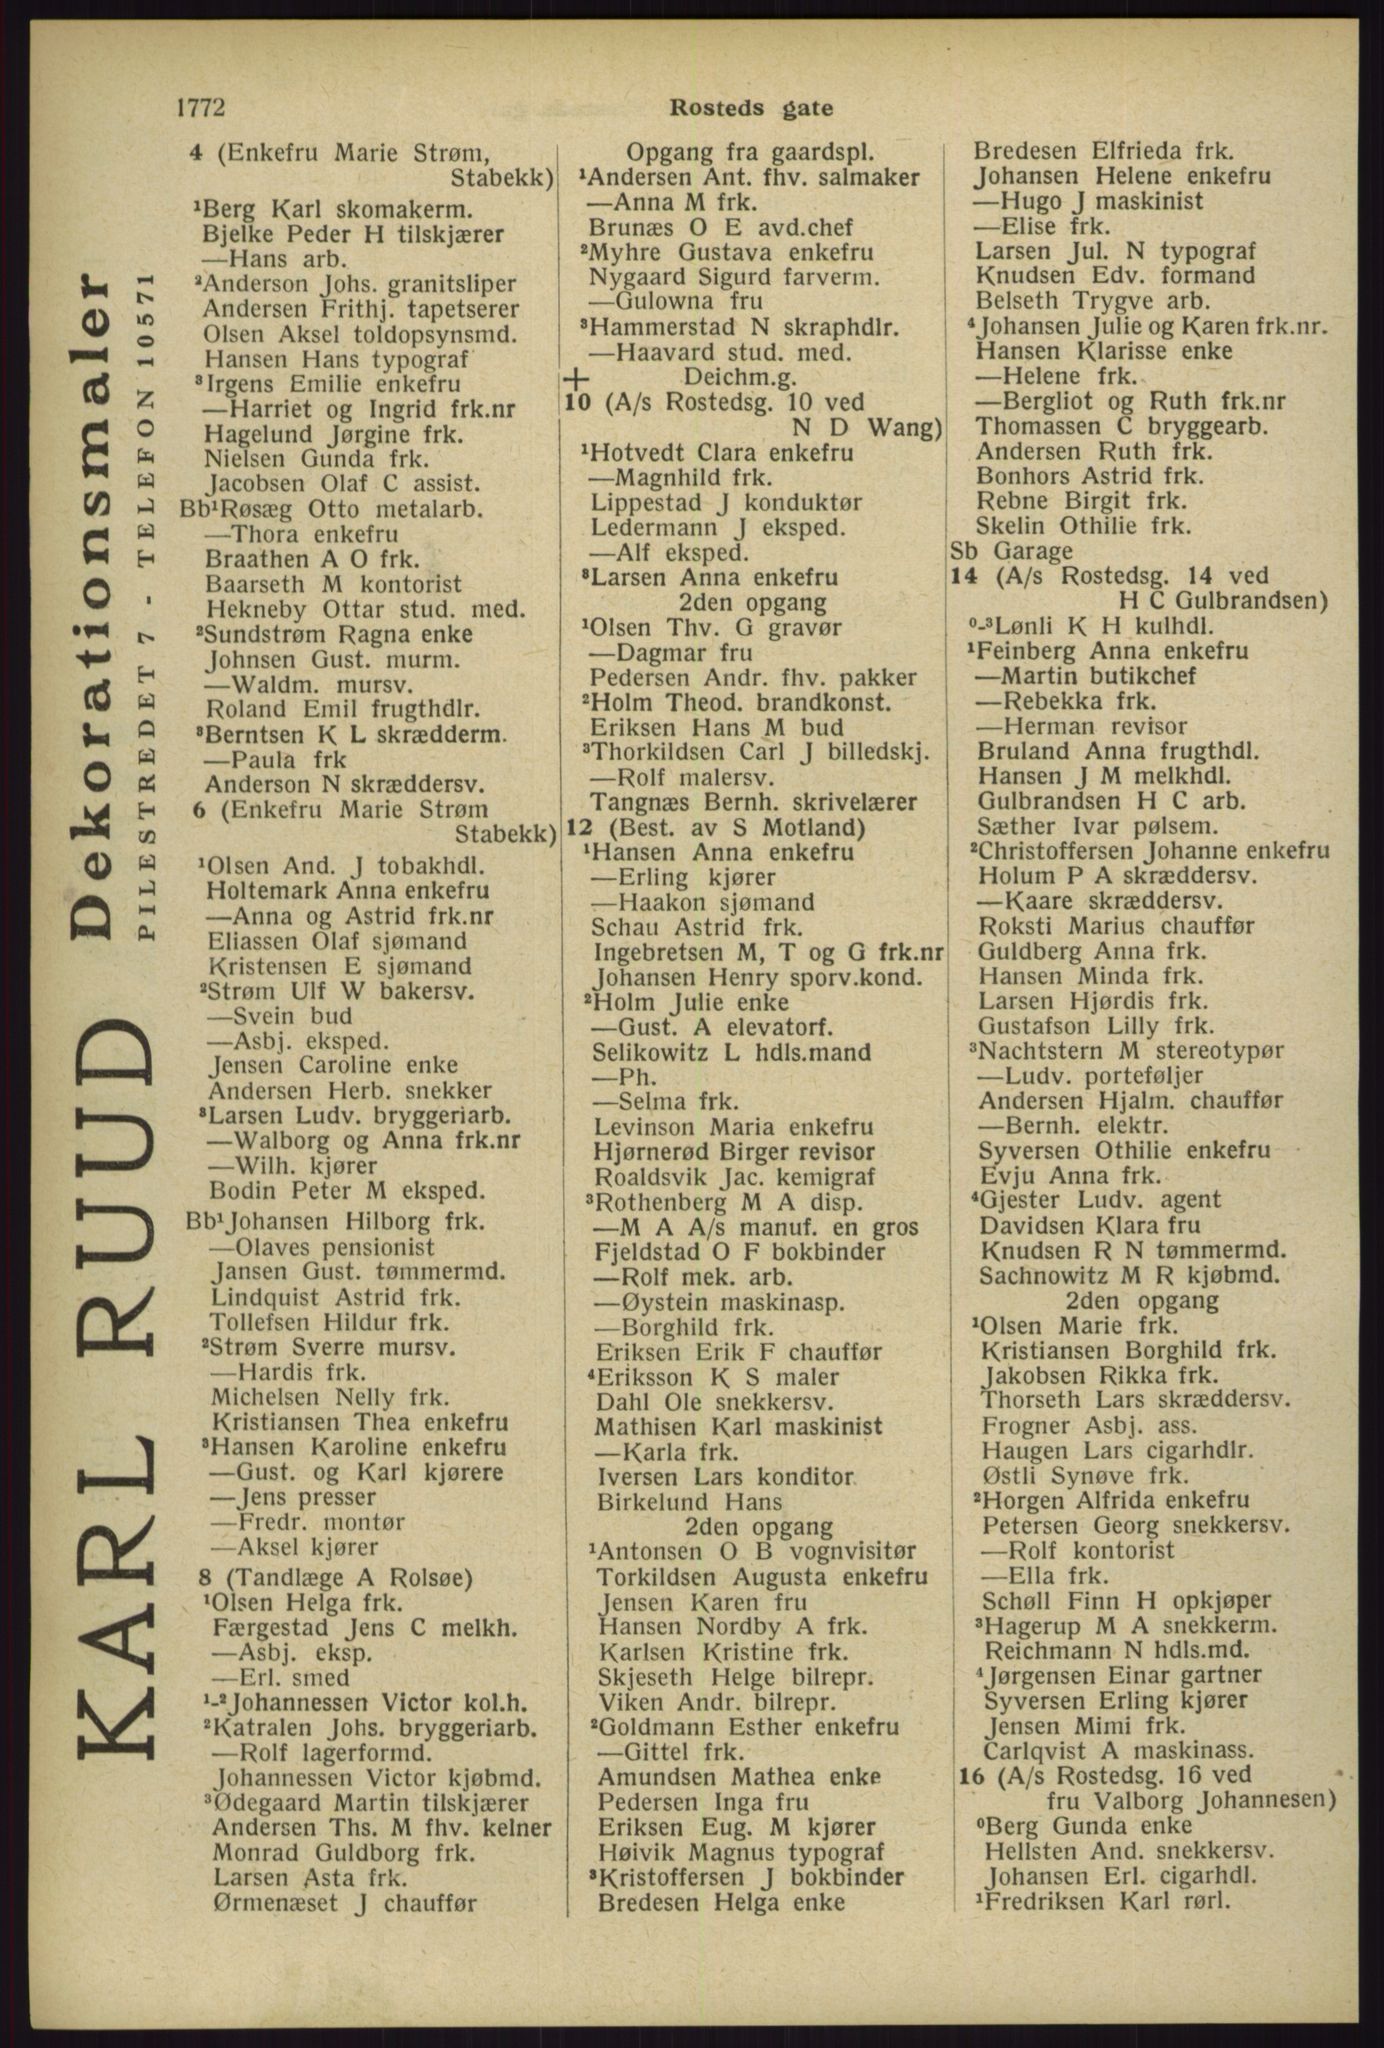 1772
Rosteds gate
KARL RUUD Dekorationsmaler
PILESTREDET 7 - TELEFON 10571
4 (Enkefru Marie Strøm,
Stabekk)
¹Berg Karl skomakerm.
Bjelke Peder H tilskjærer
—Hans arb.
²Anderson Johs. granitsliper
Andersen Frithj. tapetserer
Olsen Aksel toldopsynsmd.
Hansen Hans typograf
³Irgens Emilie enkefru
—Harriet og Ingrid frk.nr
Hagelund Jørgine frk.
Nielsen Gunda frk.
Jacobsen Olaf C assist.
Bb¹Røsæg Otto metalarb.
—Thora enkefru
Braathen A O frk.
Baarseth M kontorist
Hekneby Ottar stud. med.
²Sundstrøm Ragna enke
Johnsen Gust. murm.
—Waldm. mursv.
Roland Emil frugthdlr.
³Berntsen K L skrædderm.
—Paula frk
Anderson N skræddersv.
6 (Enkefru Marie Strøm
Stabekk)
¹Olsen And. J tobakhdl.
Holtemark Anna enkefru
—Anna og Astrid frk.nr
Eliassen Olaf sjømand
Kristensen E sjømand
²Strøm Ulf W bakersv.
—Svein bud
—Asbj. eksped.
Jensen Caroline enke
Andersen Herb. snekker
³Larsen Ludv. bryggeriarb.
—Walborg og Anna frk.nr
—Wilh. kjører
Bodin Peter M eksped.
Bb¹Johansen Hilborg frk.
—Olaves pensionist
Jansen Gust. tømmermd.
Lindquist Astrid frk.
Tollefsen Hildur frk.
²Strøm Sverre mursv.
—Hardis frk.
Michelsen Nelly frk.
Kristiansen Thea enkefru
³Hansen Karoline enkefru
—Gust. og Karl kjørere
—Jens presser
—Fredr. montør
—Aksel kjører
8 (Tandlæge A Rolsøe)
¹Olsen Helga frk.
Færgestad Jens C melkh.
—Asbj. eksp.
—Erl. smed
¹-²Johannessen Victor kol.h.
²Katralen Johs. bryggeriarb.
—Rolf lagerformd.
Johannessen Victor kjøbmd.
³Ødegaard Martin tilskjærer
Andersen Ths. M fhv. kelner
Monrad Guldborg frk.
Larsen Asta frk.
Ørmenæset J chauffør
Opgang fra gaardspl.
¹Andersen Ant. fhv. salmaker
—Anna M frk.
Brunæs O E avd.chef
²Myhre Gustava enkefru
Nygaard Sigurd farverm.
—Gulowna fru
³Hammerstad N skraphdlr.
—Haavard stud. med.
+ Deichm.g.
10 (A/s Rostedsg. 10 ved
N D Wang)
¹Hotvedt Clara enkefru
—Magnhild frk.
Lippestad J konduktør
Ledermann J eksped.
—Alf eksped.
³Larsen Anna enkefru
2den opgang
¹Olsen Thv. G gravør
—Dagmar fru
Pedersen Andr. fhv. pakker
²Holm Theod. brandkonst.
Eriksen Hans M bud
³Thorkildsen Carl J billedskj.
—Rolf malersv.
Tangnæs Bernh. skrivelærer
12 (Best. av S Motland)
¹Hansen Anna enkefru
—Erling kjører
—Haakon sjømand
Schau Astrid frk.
Ingebretsen M, T og G frk.nr
Johansen Henry sporv.kond.
²Holm Julie enke
—Gust. A elevatorf.
Selikowitz L hdls.mand
—Ph.
—Selma frk.
Levinson Maria enkefru
Hjørnerød Birger revisor
Roaldsvik Jac. kemigraf
³Rothenberg M A disp.
—M A A/s manuf. en gros
Fjeldstad O F bokbinder
—Rolf mek. arb.
—Øystein maskinasp.
—Borghild frk.
Eriksen Erik F chauffør
⁴Eriksson K S maler
Dahl Ole snekkersv.
Mathisen Karl maskinist
—Karla frk.
Iversen Lars konditor
Birkelund Hans
2den opgang
¹Antonsen O B vognvisitør
Torkildsen Augusta enkefru
Jensen Karen fru
Hansen Nordby A frk.
Karlsen Kristine frk.
Skjeseth Helge bilrepr.
Viken Andr. bilrepr.
²Goldmann Esther enkefru
—Gittel frk.
Amundsen Mathea enke
Pedersen Inga fru
Eriksen Eug. M kjører
Høivik Magnus typograf
³Kristoffersen J bokbinder
Bredesen Helga enke
Bredesen Elfrieda frk.
Johansen Helene enkefru
—Hugo J maskinist
—Elise frk.
Larsen Jul. N typograf
Knudsen Edv. formand
Belseth Trygve arb.
⁴Johansen Julie og Karen frk.nr.
Hansen Klarisse enke
—Helene frk.
—Bergliot og Ruth frk.nr
Thomassen C bryggearb.
Andersen Ruth frk.
Bonhors Astrid frk.
Rebne Birgit frk.
Skelin Othilie frk.
Sb Garage
14 (A/s Rostedsg. 14 ved
H C Gulbrandsen)
⁰-³Lønli K H kulhdl.
¹Feinberg Anna enkefru
—Martin butikchef
—Rebekka frk.
—Herman revisor
Bruland Anna frugthdl.
Hansen J M melkhdl.
Gulbrandsen H C arb.
Sæther Ivar pølsem.
²Christoffersen Johanne enkefru
Holum P A skræddersv.
—Kaare skræddersv.
Roksti Marius chauffør
Guldberg Anna frk.
Hansen Minda frk.
Larsen Hjørdis frk.
Gustafson Lilly frk.
³Nachtstern M stereotypør
—Ludv. porteføljer
Andersen Hjalm. chauffør
—Bernh. elektr.
Syversen Othilie enkefru
Evju Anna frk.
⁴Gjester Ludv. agent
Davidsen Klara fru
Knudsen R N tømmermd.
Sachnowitz M R kjøbmd.
2den opgang
¹Olsen Marie frk.
Kristiansen Borghild frk.
Jakobsen Rikka frk.
Thorseth Lars skræddersv.
Frogner Asbj. ass.
Haugen Lars cigarhdlr.
Østli Synøve frk.
²Horgen Alfrida enkefru
Petersen Georg snekkersv.
—Rolf kontorist
—Ella frk.
Schøll Finn H opkjøper
³Hagerup M A snekkerm.
Reichmann N hdls.md.
⁴Jørgensen Einar gartner
Syversen Erling kjører
Jensen Mimi frk.
Carlqvist A maskinass.
16 (A/s Rostedsg. 16 ved
fru Valborg Johannesen)
⁰Berg Gunda enke
Hellsten And. snekkersv.
Johansen Erl. cigarhdl.
¹Fredriksen Karl rørl.